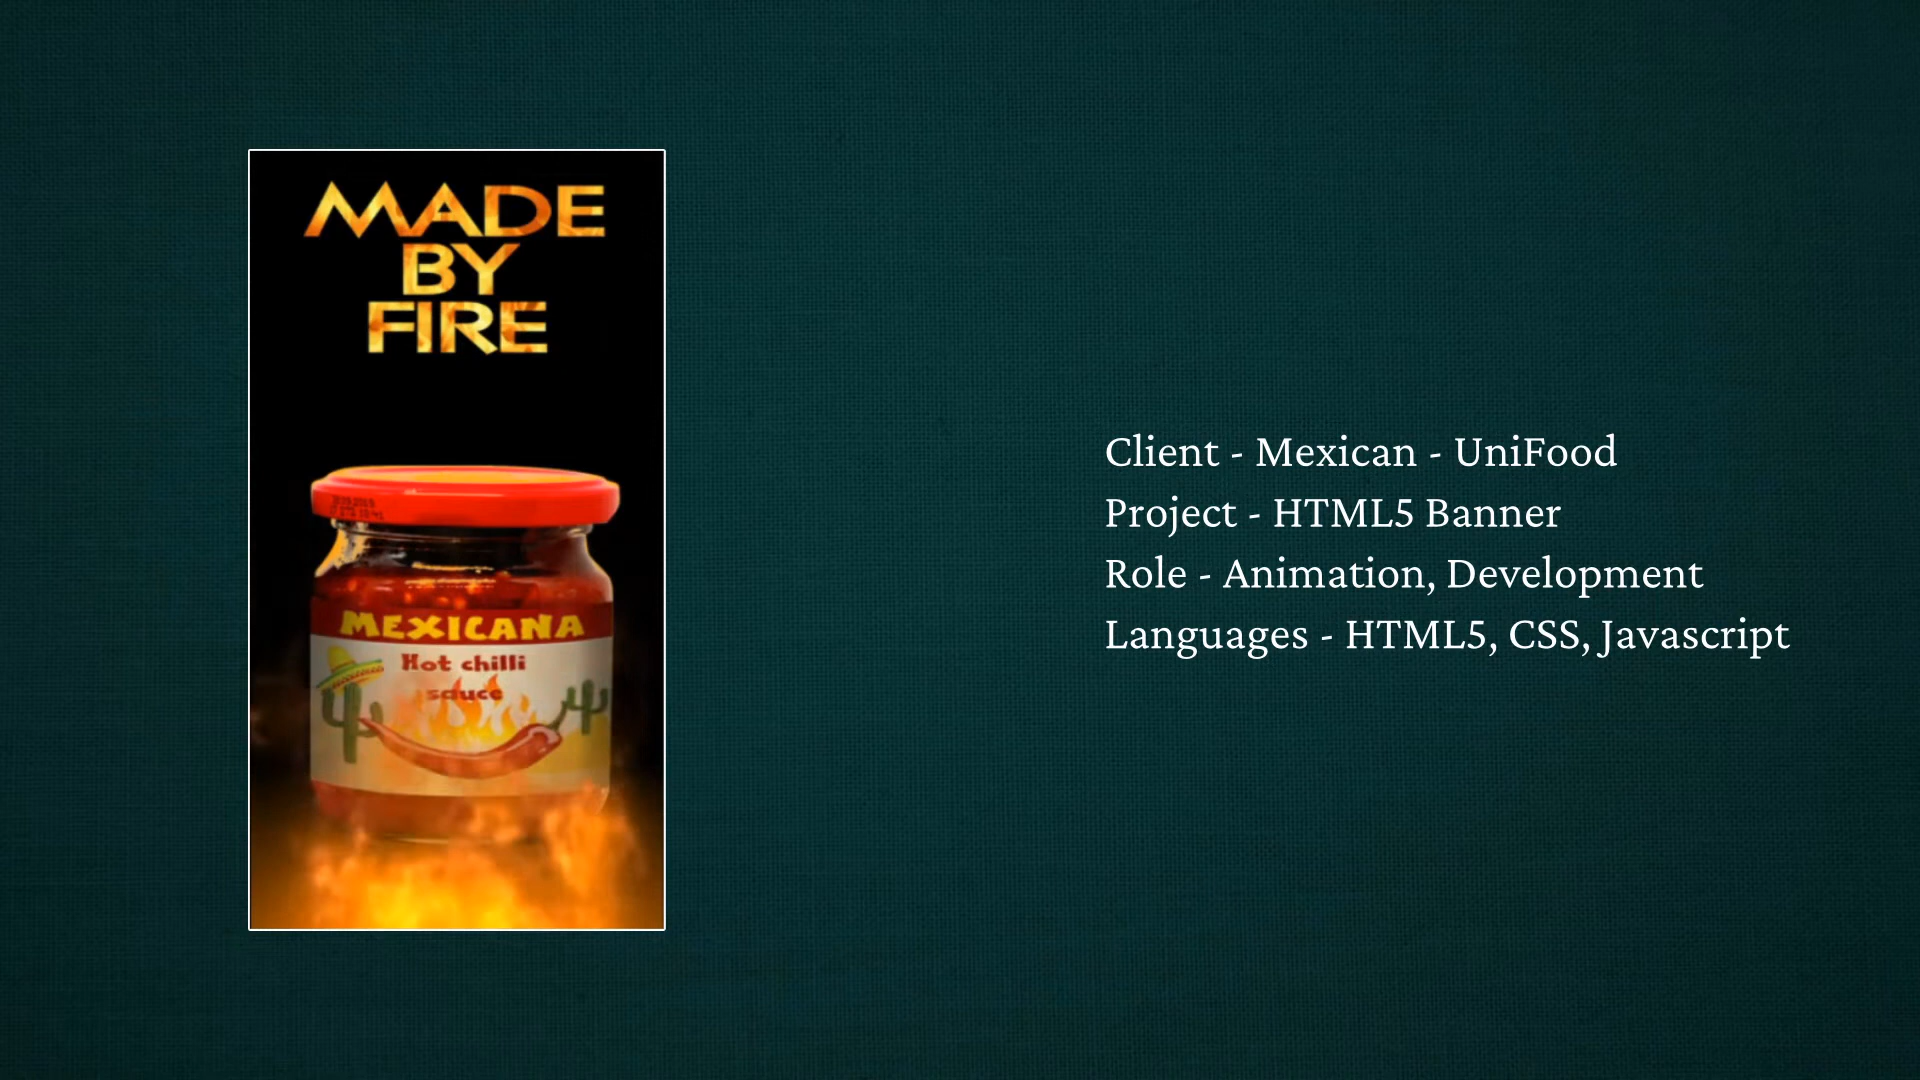 MADE
BY
FIRE
MEXICANA
Hot chilli
sauce
Client - Mexican - UniFood
Project - HTML5 Banner
Role - Animation, Development
Languages - HTML5, CSS, Javascript